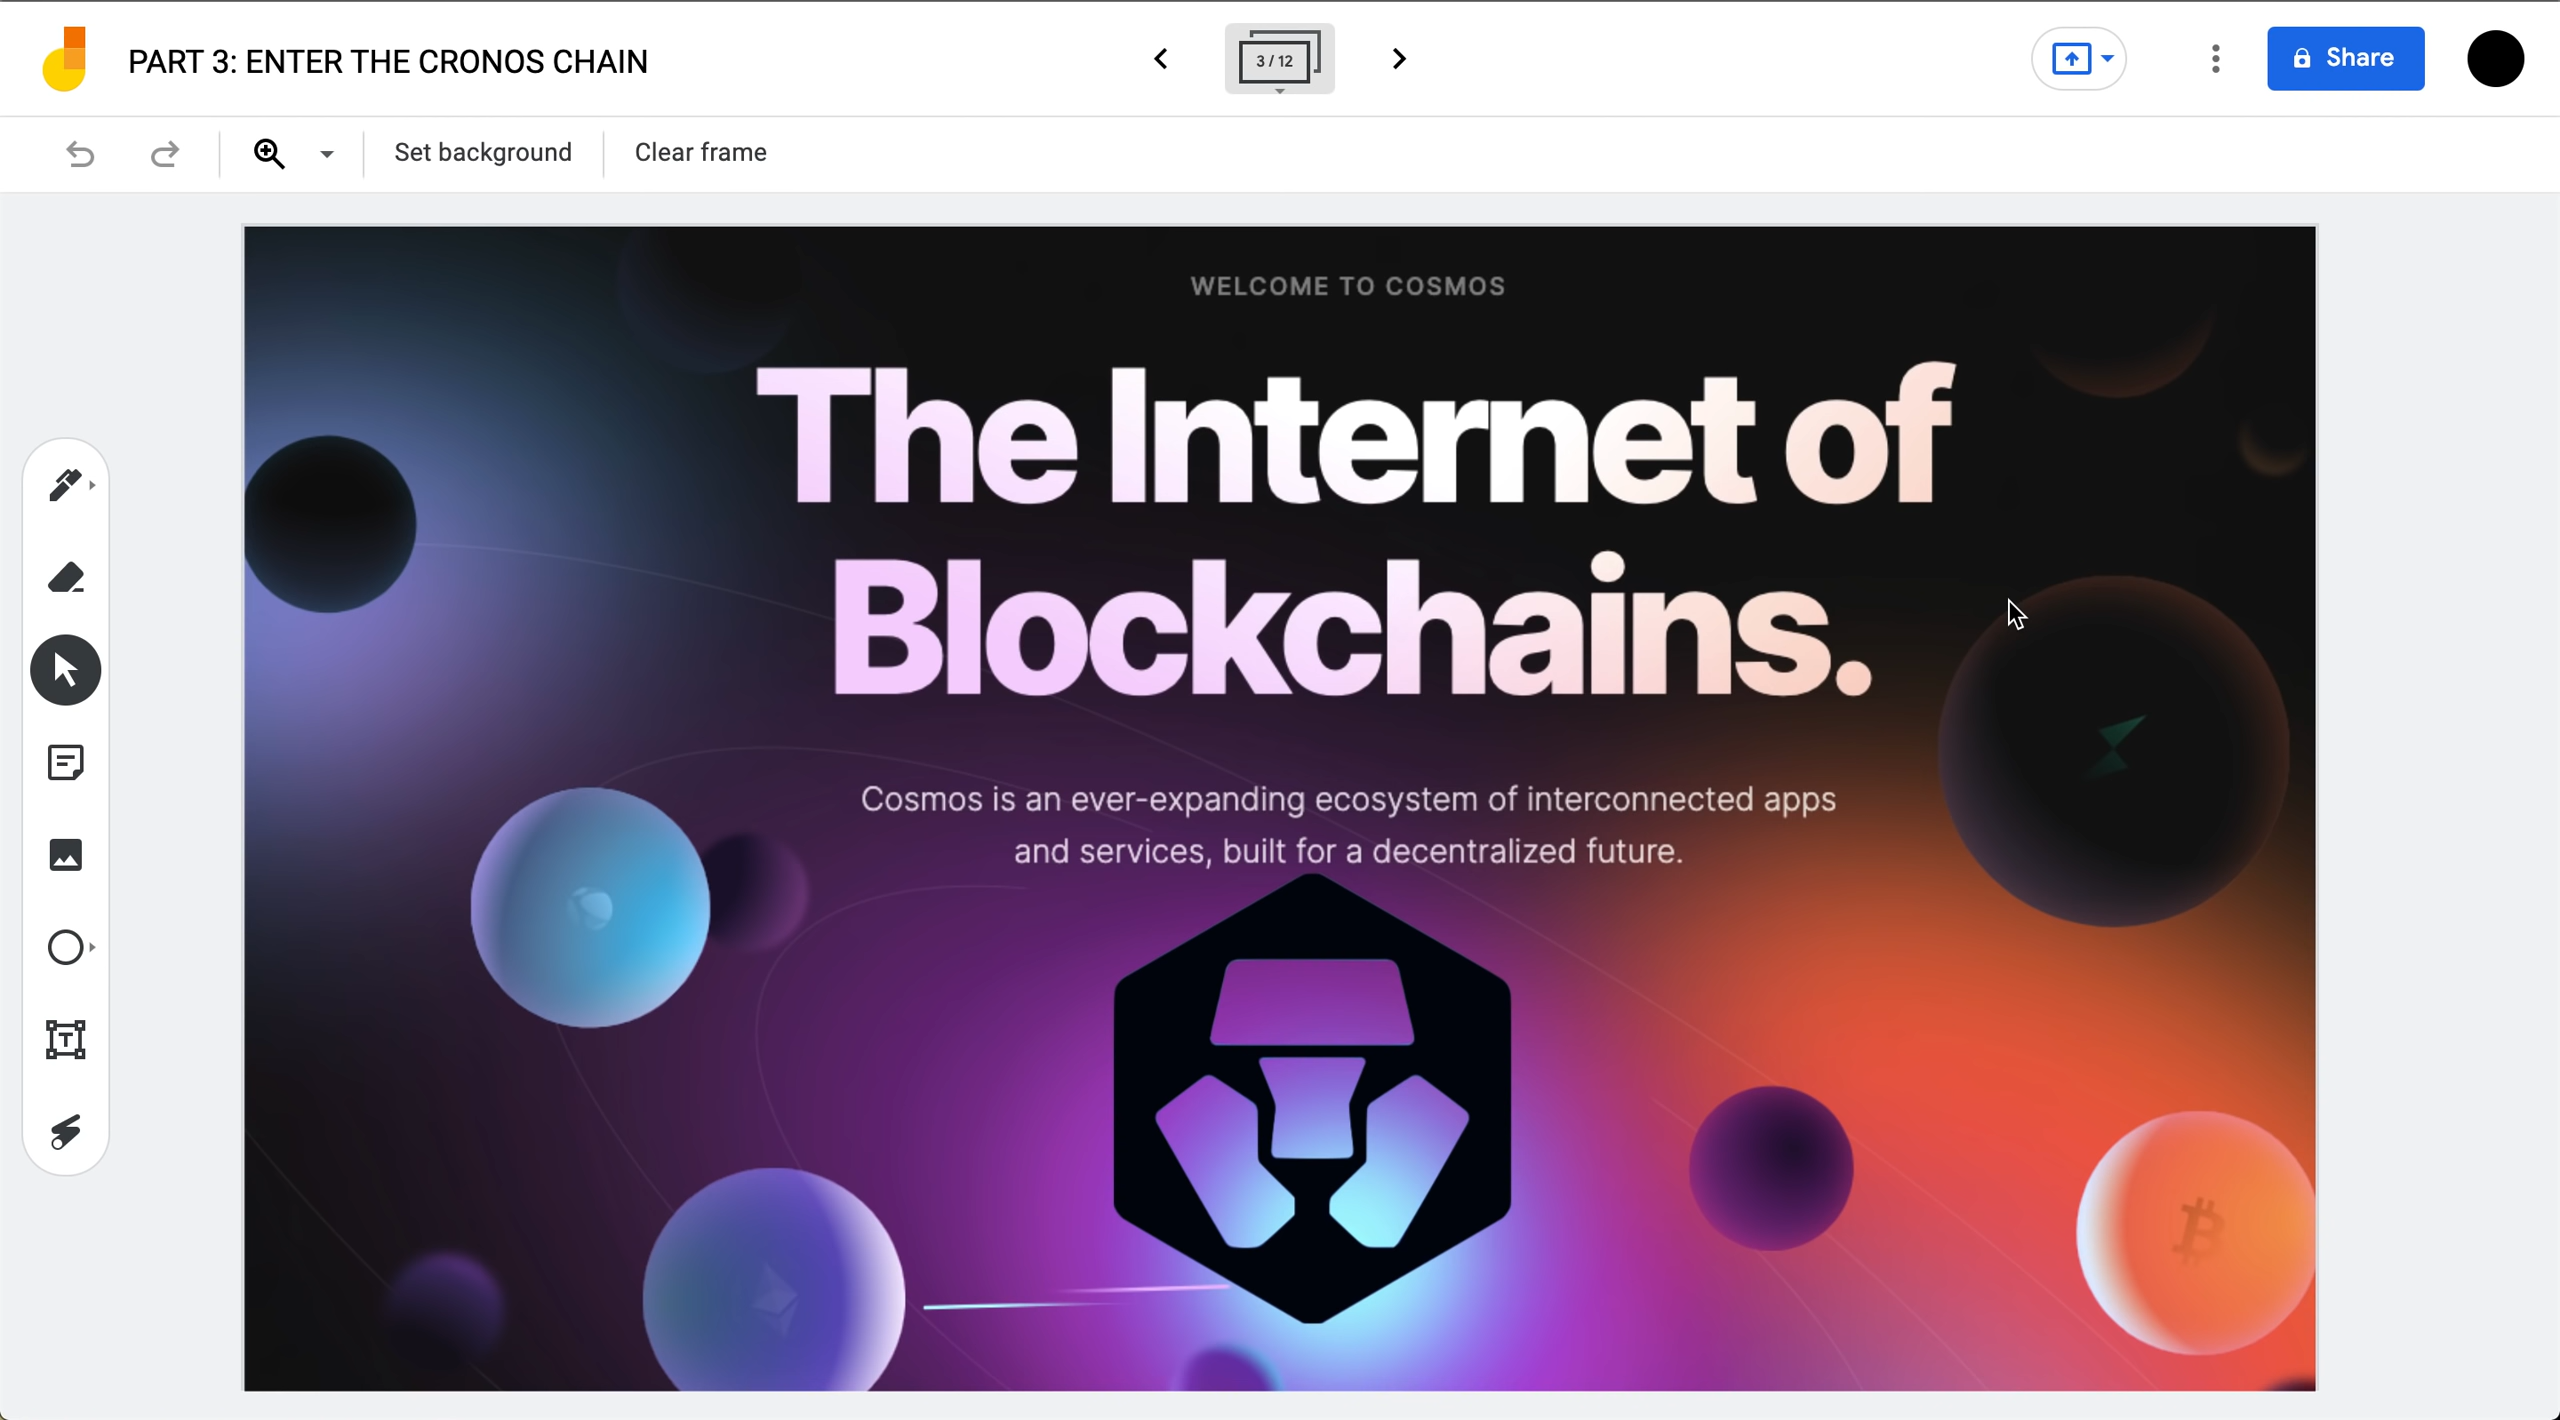 PART 3: ENTER THE CRONOS CHAIN
3 / 12
Share
Set background
Clear frame
WELCOME TO COSMOS
The Internet of
Blockchains.
Cosmos is an ever-expanding ecosystem of interconnected apps
and services, built for a decentralized future.